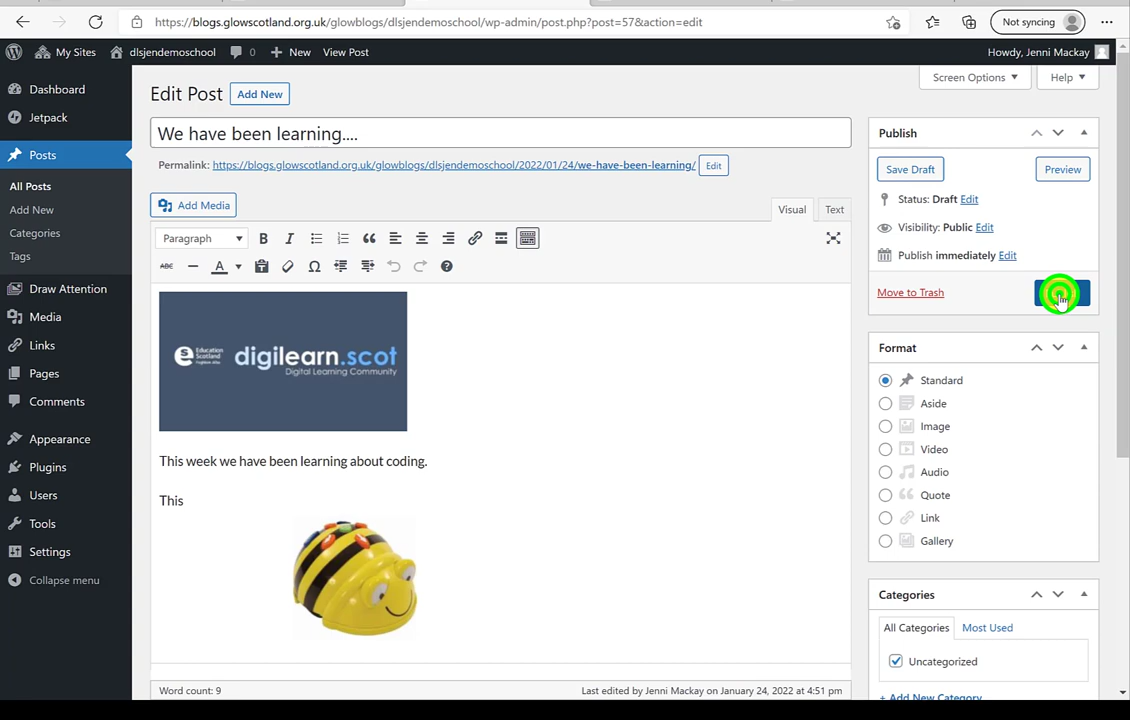 https://blogs.glowscotland.org.uk/glowblogs/dlsjendemoschool/wp-admin/post.php?post=57&action=edit
Not syncing
My Sites
dlsjendemoschool
0
New
View Post
Howdy, Jenni Mackay
Screen Options
Help
Dashboard
Jetpack
Posts
All Posts
Add New
Categories
Tags
Draw Attention
Media
Links
Pages
Comments
Appearance
Plugins
Users
Tools
Settings
Collapse menu
Edit Post
Add New
We have been learning....
Permalink: https://blogs.glowscotland.org.uk/glowblogs/dlsjendemoschool/2022/01/24/we-have-been-learning/ Edit
Add Media
Visual
Text
Paragraph
B I
ABC
A
Education
Scotland
digilearn.scot
Digital Learning Community
This week we have been learning about coding.
This
Word count: 9
Last edited by Jenni Mackay on January 24, 2022 at 4:51 pm
Publish
Save Draft
Preview
Status: Draft Edit
Visibility: Public Edit
Publish immediately Edit
Move to Trash
Format
Standard
Aside
Image
Video
Audio
Quote
Link
Gallery
Categories
All Categories
Most Used
Uncategorized
+ Add New Category